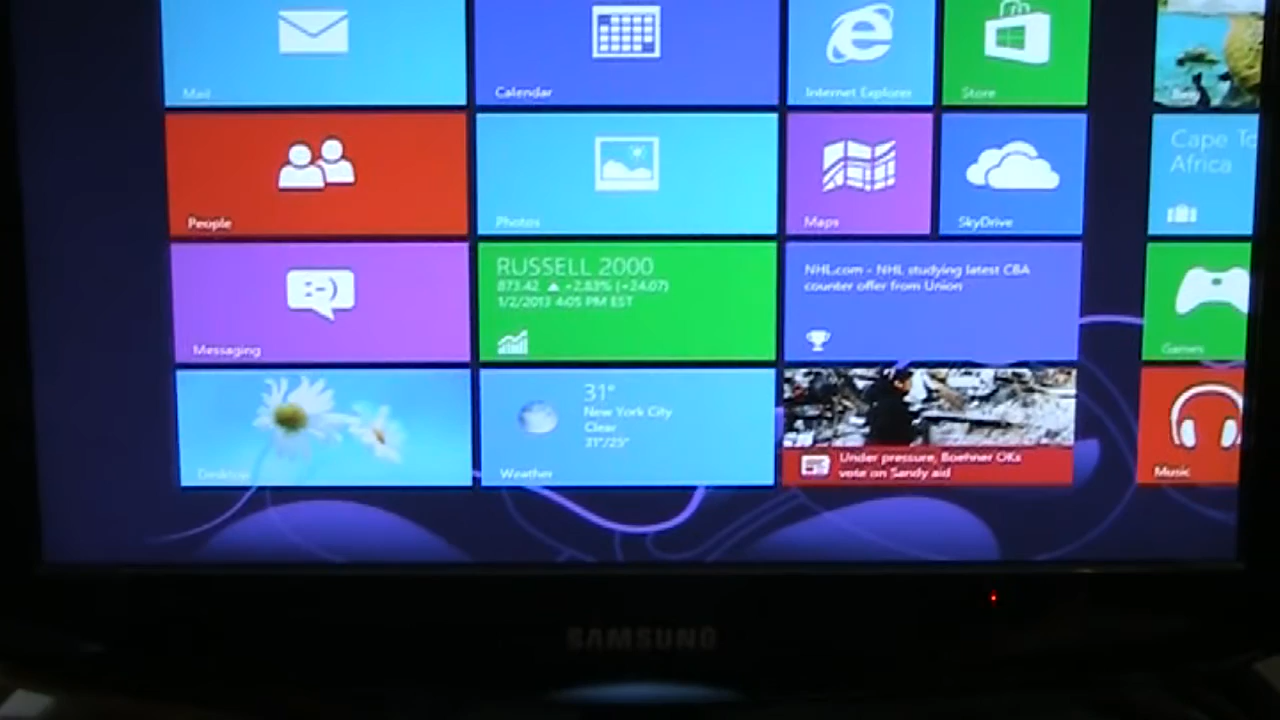 Mail
Calendar
Internet Explorer
Store
Cape To
Africa
People
Photos
Maps
SkyDrive
Messaging
RUSSELL 2000
873.42 ▲ +2.83% (+24.07)
1/2/2013 4:05 PM EST
NHL.com - NHL studying latest CBA
counter offer from Union
Games
Desktop
31°
New York City
Clear
31°/25°
Weather
Under pressure, Boehner OKs
vote on Sandy aid
Music
SAMSUNG